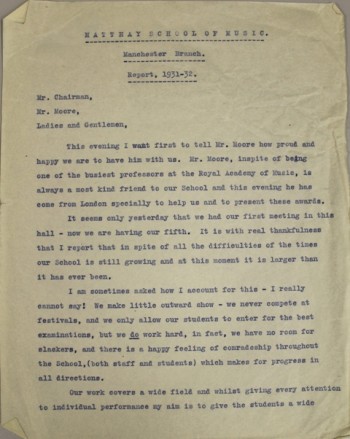 MATTHAY SCHOOL OF MUSIC.
Manchester Branch.
Report, 1931-32.
Mr. Chairman,
Mr. Moore,
Ladies and Gentlemen,
This evening I want first to tell Mr. Moore how proud and
happy we are to have him with us. Mr. Moore, inspite of being
one of the busiest professors at the Royal Academy of Music, is
always a most kind friend to our School and this evening he has
come from London specially to help us and to present these awards.
It seems only yesterday that we had our first meeting in this
hall - now we are having our fifth. It is with real thankfulness
that I report that in spite of all the difficulties of the times
our School is still growing and at this moment it is larger than
it has ever been.
I am sometimes asked how I account for this - I really
cannot say! We make little outward show - we never compete at
festivals, and we only allow our students to enter for the best
examinations, but we do work hard, in fact, we have no room for
slackers, and there is a happy feeling of comradeship throughout
the School,(both staff and students) which makes for progress in
all directions.
Our work covers a wide field and whilst giving every attention
to individual performance my aim is to give the students a wide